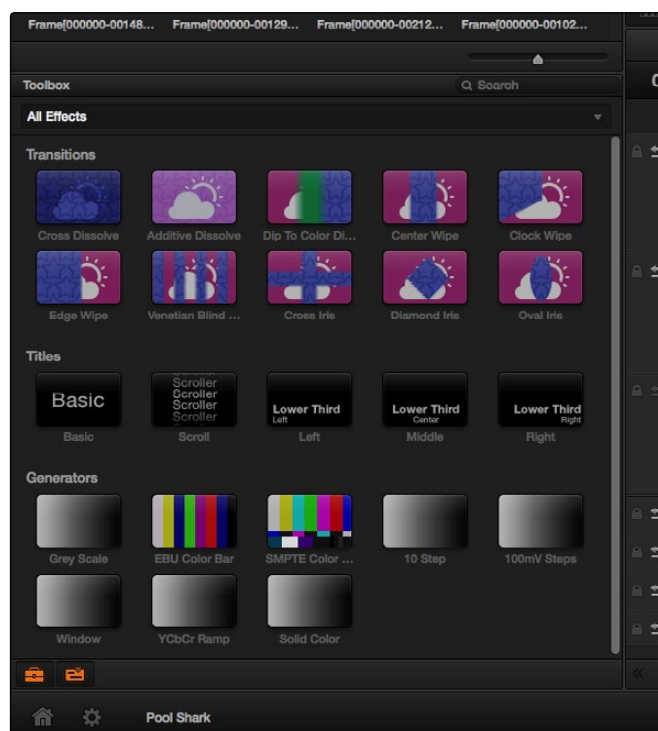 Frame[000000-00148... Frame[000000-00129... Frame[000000-00212... Frame[000000-00102...
Toolbox Search
All Effects
Transitions
Cross Dissolve Additive Dissolve Dip To Color Di... Center Wipe Clock Wipe
Edge Wipe Venetian Blind ... Cross Iris Diamond Iris Oval Iris
Titles
Basic
Scroller
Scroller
Scroller
Scroller
Scroller
Lower Third
Left
Lower Third
Center
Lower Third
Right
Basic Scroll Left Middle Right
Generators
Grey Scale EBU Color Bar SMPTE Color ... 10 Step 100mV Steps
Window YCbCr Ramp Solid Color
Pool Shark